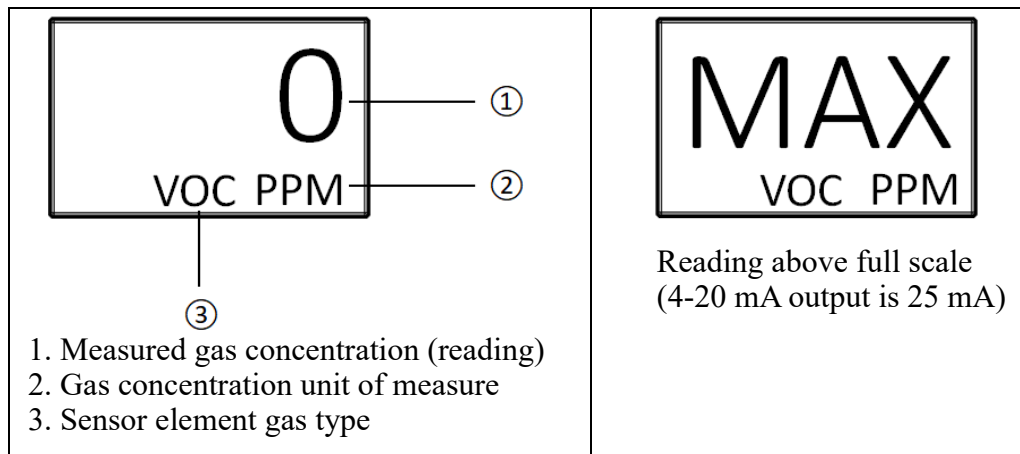 0
①
VOC PPM
②
③
1. Measured gas concentration (reading)
2. Gas concentration unit of measure
3. Sensor element gas type
MAX
VOC PPM
Reading above full scale
(4-20 mA output is 25 mA)